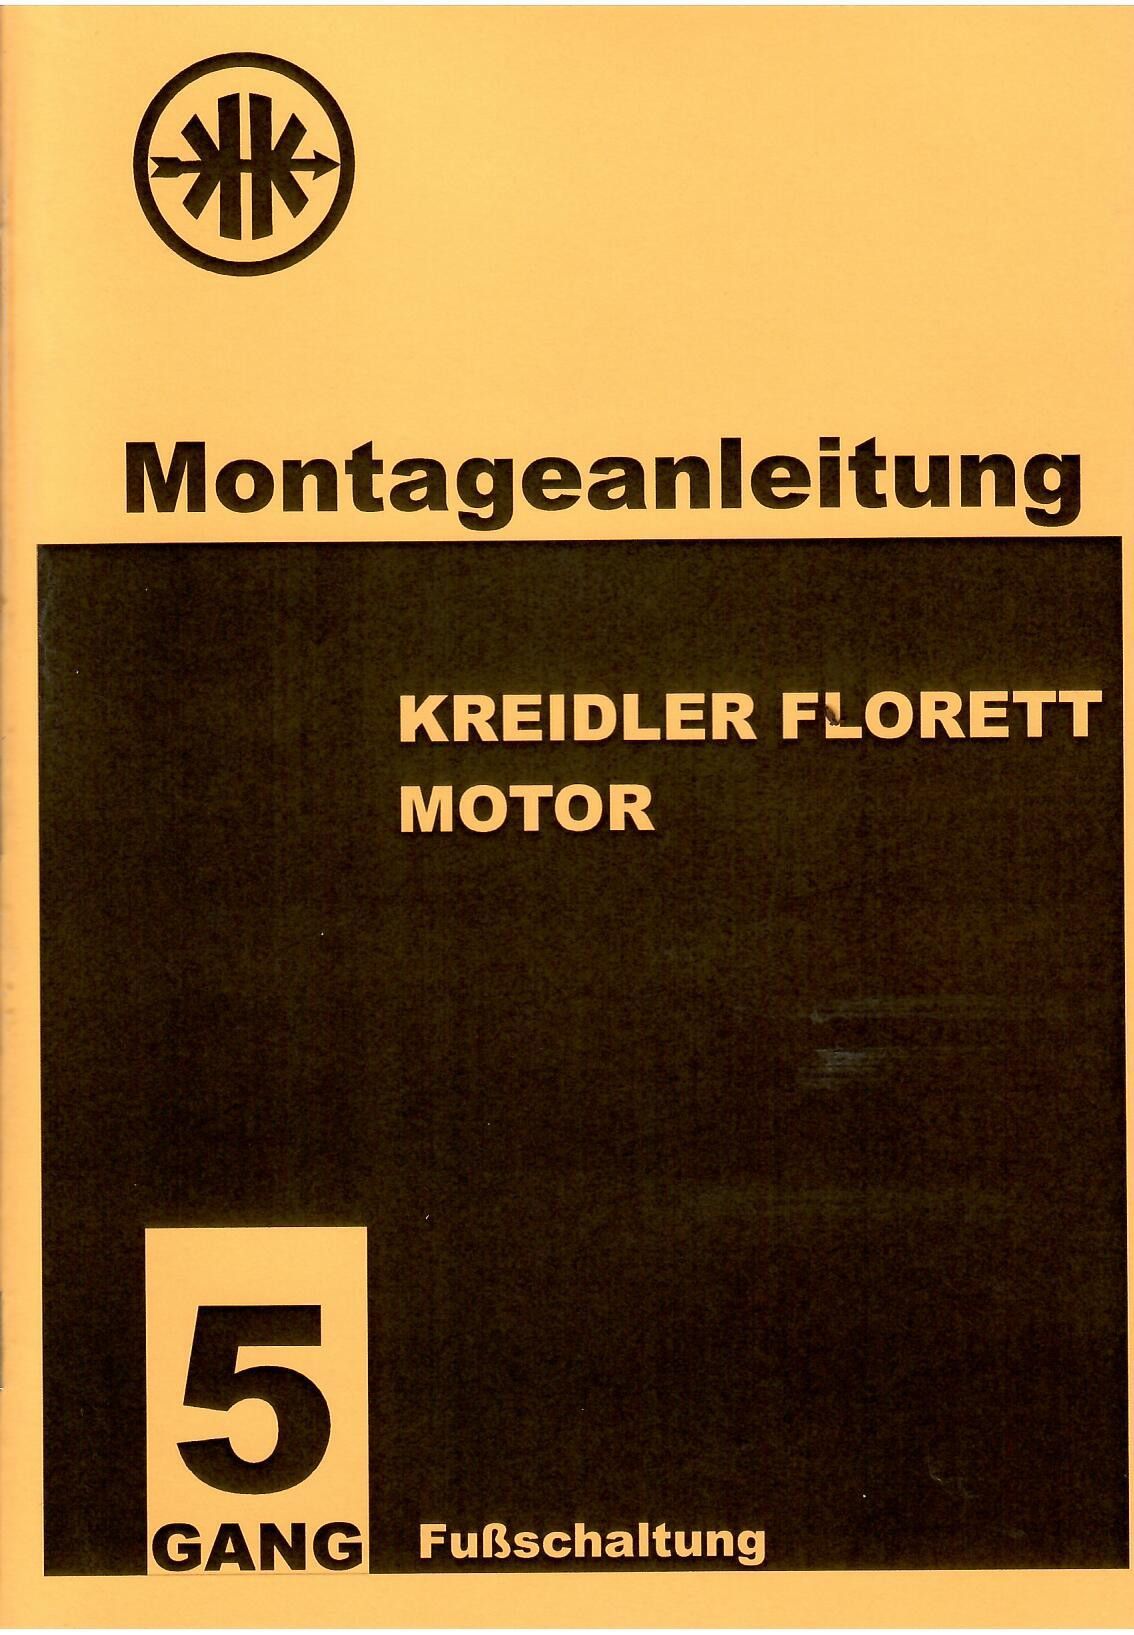 Montageanleitung
KREIDLER FLORETT
MOTOR
5
GANG
Fußschaltung